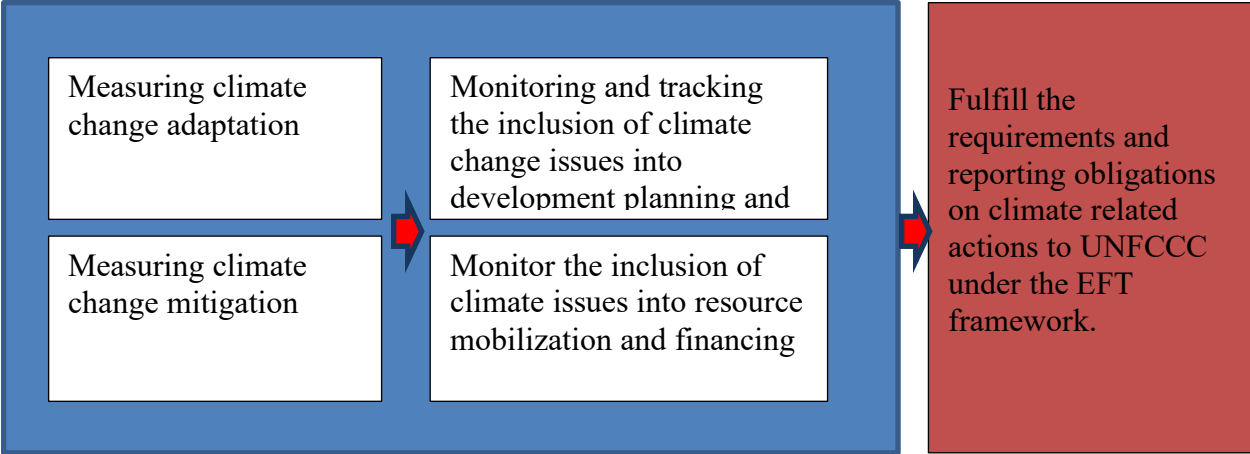 Measuring climate
change adaptation
Measuring climate
change mitigation
Monitoring and tracking
the inclusion of climate
change issues into
development planning and
Monitor the inclusion of
climate issues into resource
mobilization and financing
Fulfill the
requirements and
reporting obligations
on climate related
actions to UNFCCC
under the EFT
framework.